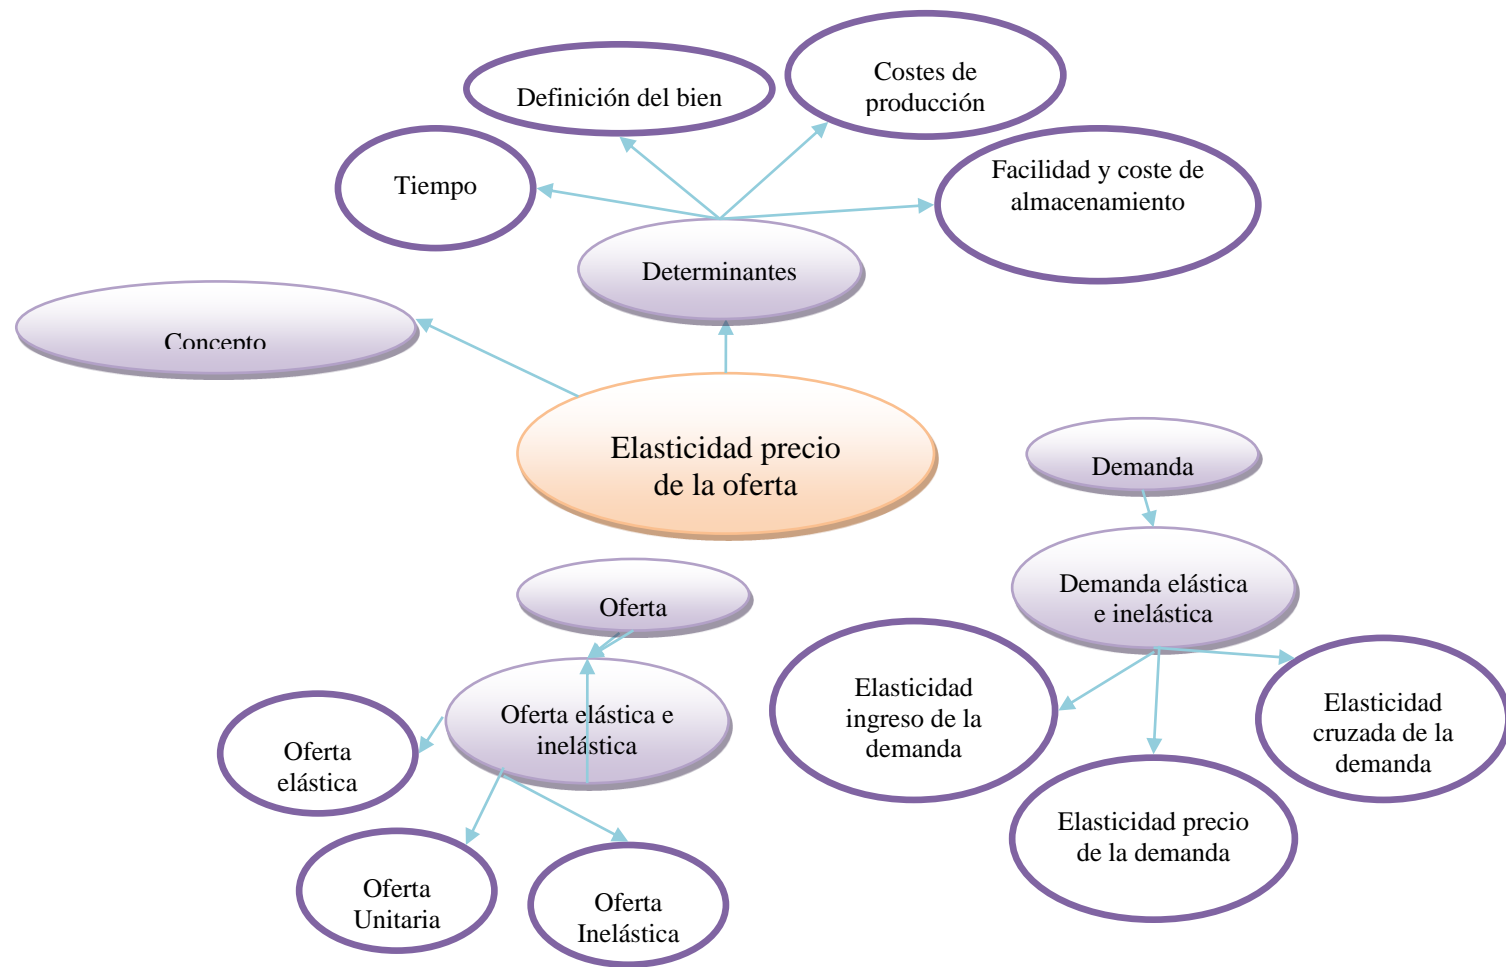 Definición del bien
Costes de
producción
Tiempo
Facilidad y coste de
almacenamiento
Determinantes
Concepto
Elasticidad precio
de la oferta
Demanda
Demanda elástica
e inelástica
Oferta
Oferta elástica e
inelástica
Oferta
elástica
Oferta
Unitaria
Oferta
Inelástica
Elasticidad
ingreso de la
demanda
Elasticidad precio
de la demanda
Elasticidad
cruzada de la
demanda